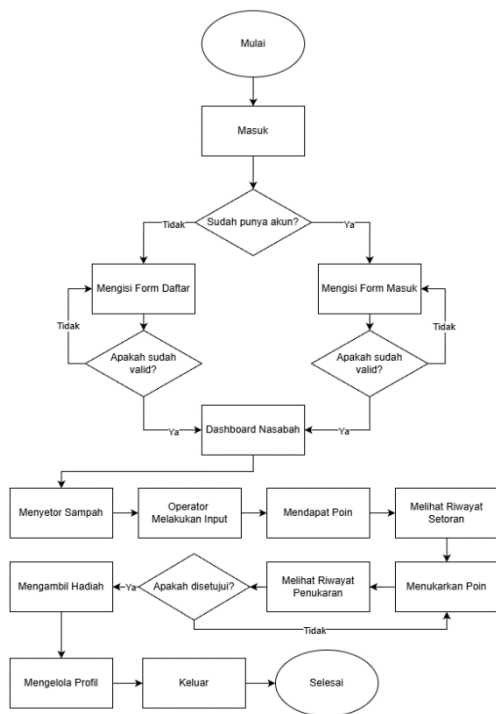 Mulai
Masuk
Sudah punya akun?
Tidak
Ya
Mengisi Form Daftar
Mengisi Form Masuk
Tidak
Tidak
Apakah sudah
valid?
Apakah sudah
valid?
Ya
Dashboard Nasabah
Ya
Menyetor Sampah
Operator
Melakukan Input
Mendapat Poin
Melihat Riwayat
Setoran
Mengambil Hadiah
Ya
Apakah disetujui?
Melihat Riwayat
Penukaran
Menukarkan Poin
Tidak
Mengelola Profil
Keluar
Selesai